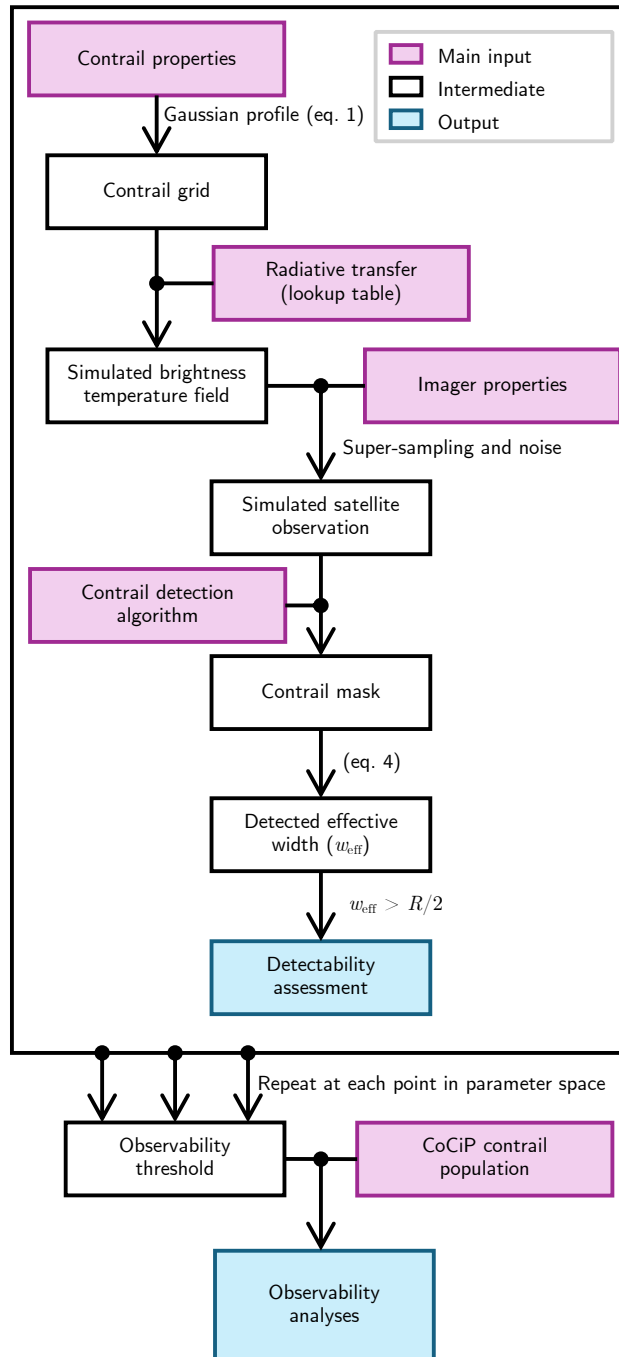 Contrail properties
Main input
Intermediate
Output
Gaussian profile (eq. 1)
Contrail grid
Radiative transfer
(lookup table)
Simulated brightness
temperature field
Imager properties
Super-sampling and noise
Simulated satellite
observation
Contrail detection
algorithm
Contrail mask
(eq. 4)
Detected effective
width (w_eff)
w_eff > R/2
Detectability
assessment
Repeat at each point in parameter space
Observability
threshold
CoCiP contrail
population
Observability
analyses